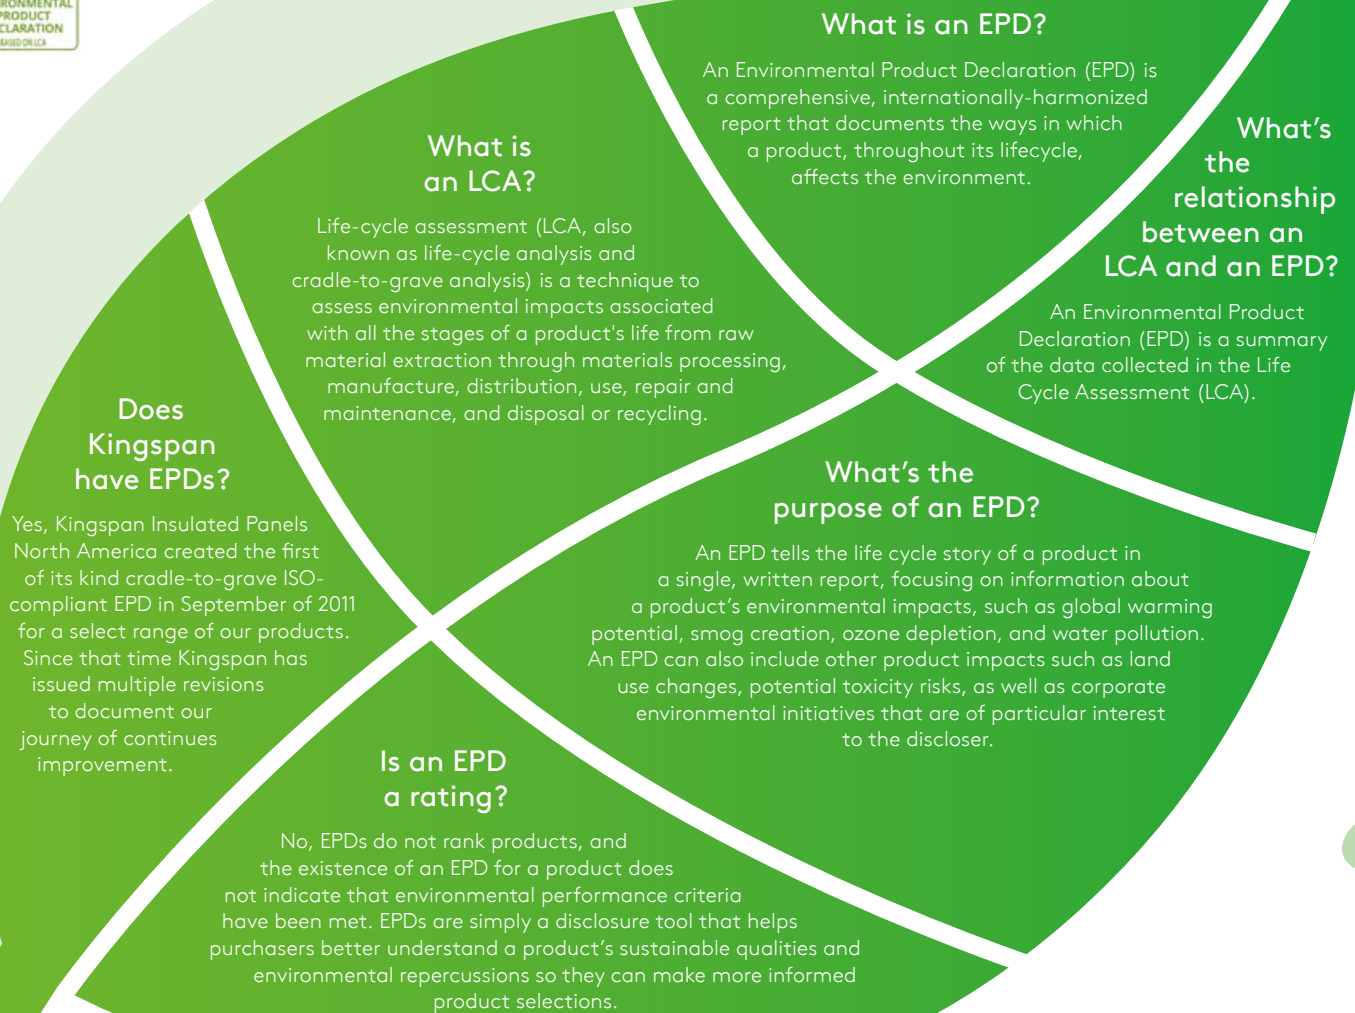 PRODUCT
BASED ON LCA
What is an EPD?
An Environmental Product Declaration (EPD) is
a comprehensive, internationally-harmonized
report that documents the ways in which
a product, throughout its lifecycle,
affects the environment.
What's
the
relationship
between an
LCA and an EPD?
An Environmental Product
Declaration (EPD) is a summary
of the data collected in the Life
Cycle Assessment (LCA).
What is
an LCA?
Life-cycle assessment (LCA, also
known as life-cycle analysis and
cradle-to-grave analysis) is a technique to
assess environmental impacts associated
with all the stages of a product's life from raw
material extraction through materials processing,
manufacture, distribution, use, repair and
maintenance, and disposal or recycling.
Does
Kingspan
have EPDs?
Yes, Kingspan Insulated Panels
North America created the first
of its kind cradle-to-grave ISO-
compliant EPD in September of 2011
for a select range of our products.
Since that time Kingspan has
issued multiple revisions
to document our
journey of continues
improvement.
What's the
purpose of an EPD?
An EPD tells the life cycle story of a product in
a single, written report, focusing on information about
a product's environmental impacts, such as global warming
potential, smog creation, ozone depletion, and water pollution.
An EPD can also include other product impacts such as land
use changes, potential toxicity risks, as well as corporate
environmental initiatives that are of particular interest
to the discloser.
Is an EPD
a rating?
No, EPDs do not rank products, and
the existence of an EPD for a product does
not indicate that environmental performance criteria
have been met. EPDs are simply a disclosure tool that helps
purchasers better understand a product's sustainable qualities and
environmental repercussions so they can make more informed
product selections.